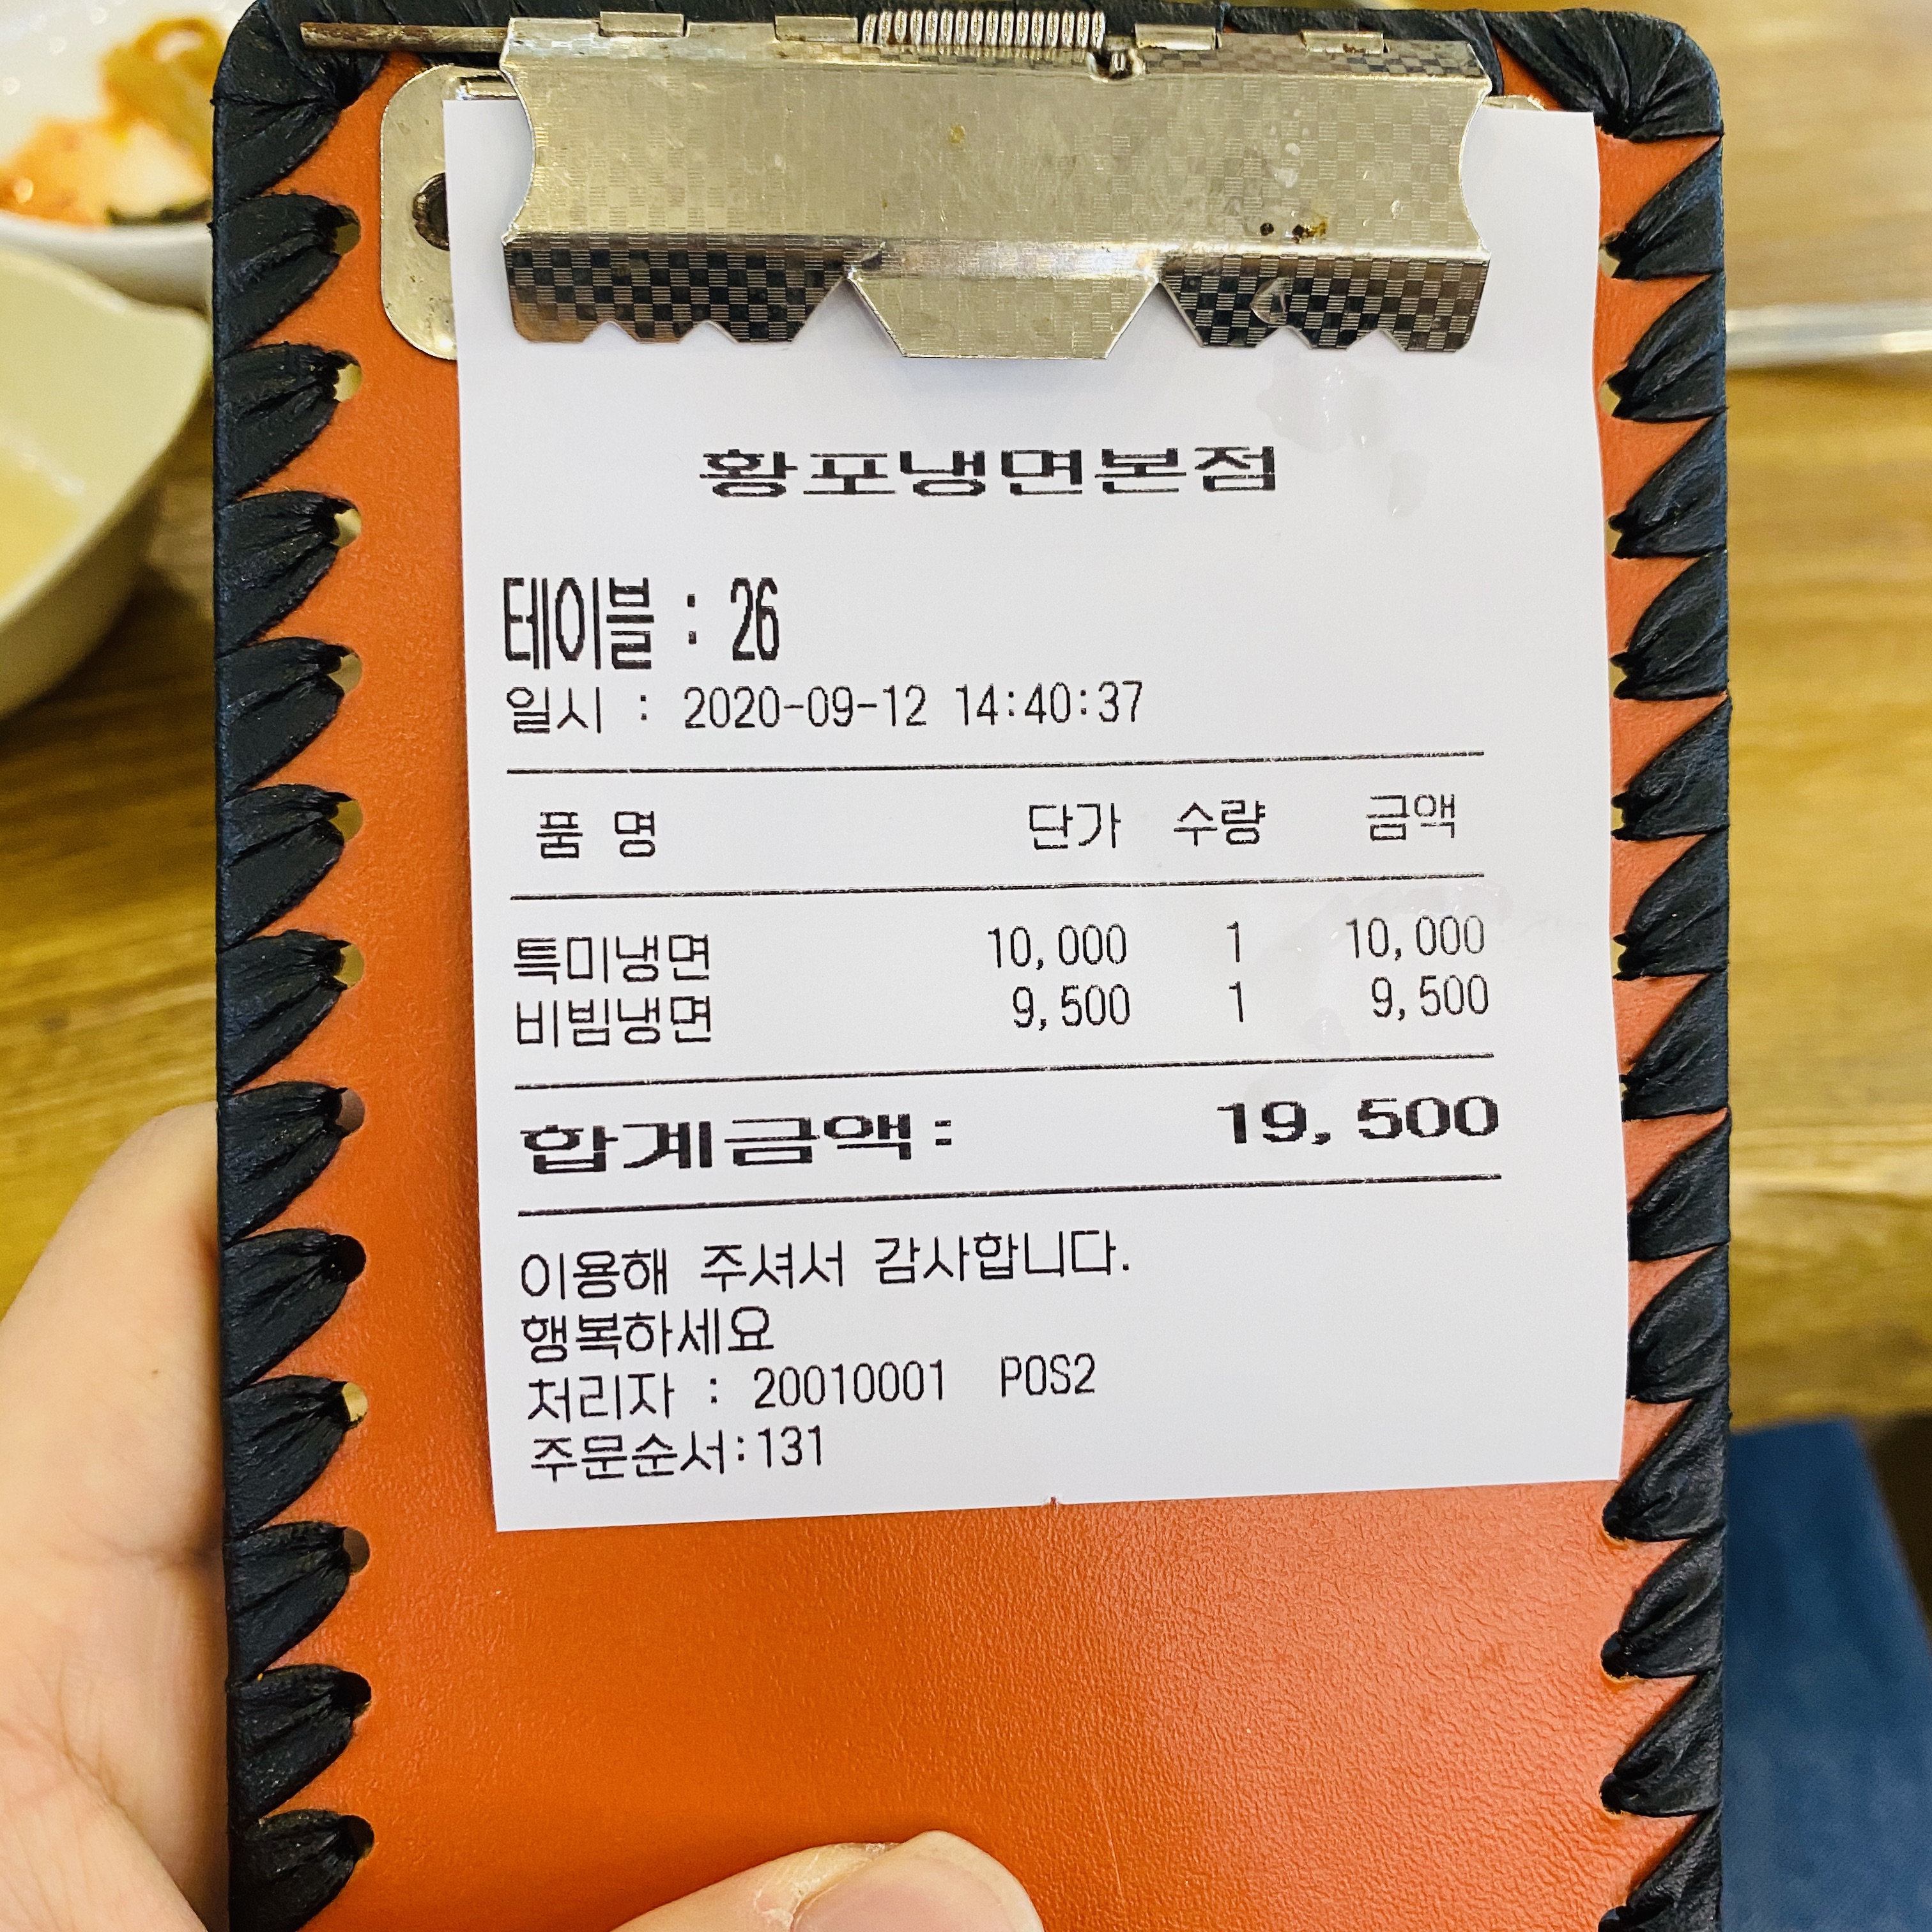 황포냉면본점
테이블 : 26
일시 : 2020-09-12 14:40:37
품 명 단가 수량 금액
특미냉면 10,000 1 10,000
비빔냉면 9,500 1 9,500
합계금액: 19,500
이용해 주셔서 감사합니다.
행복하세요
처리자 : 20010001 POS2
주문순서:131